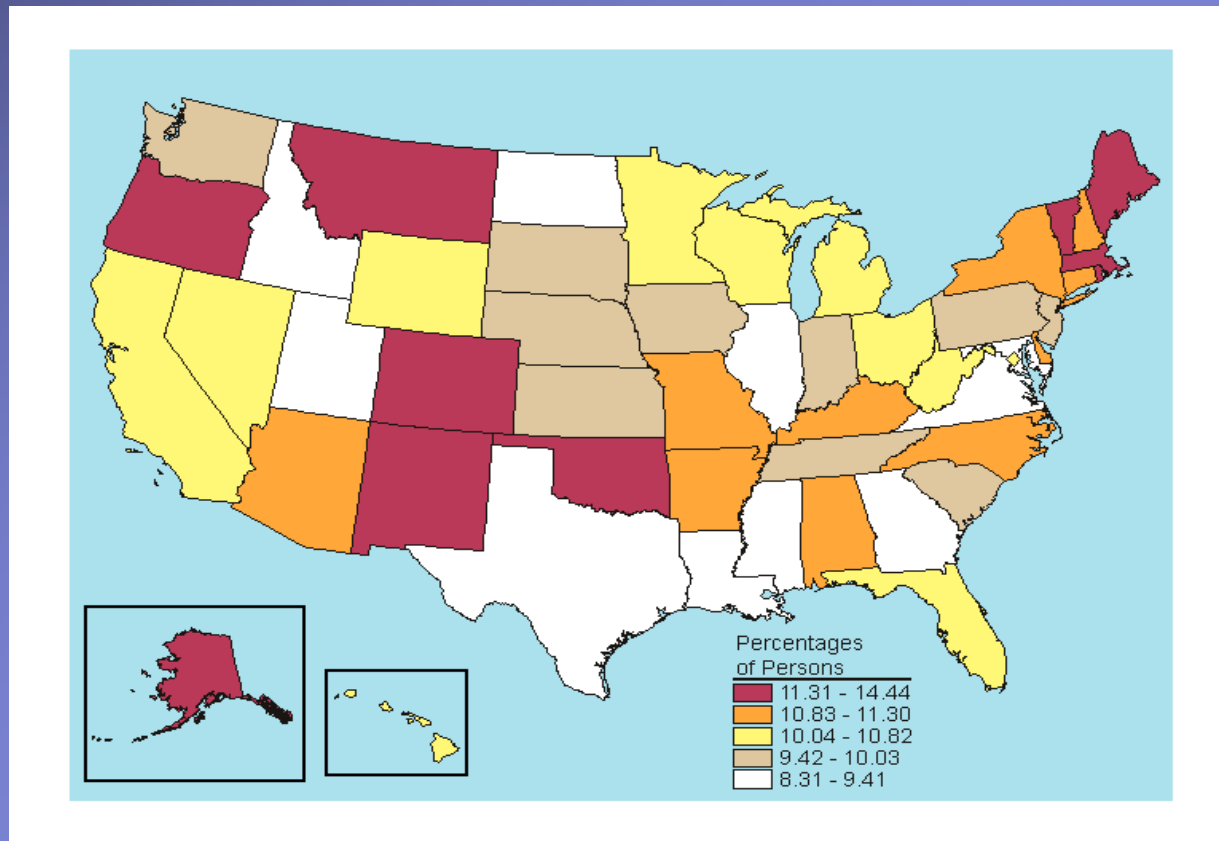 Percentages
of Persons
11.31 - 14.44
10.83 - 11.30
10.04 - 10.82
9.42 - 10.03
8.31 - 9.41